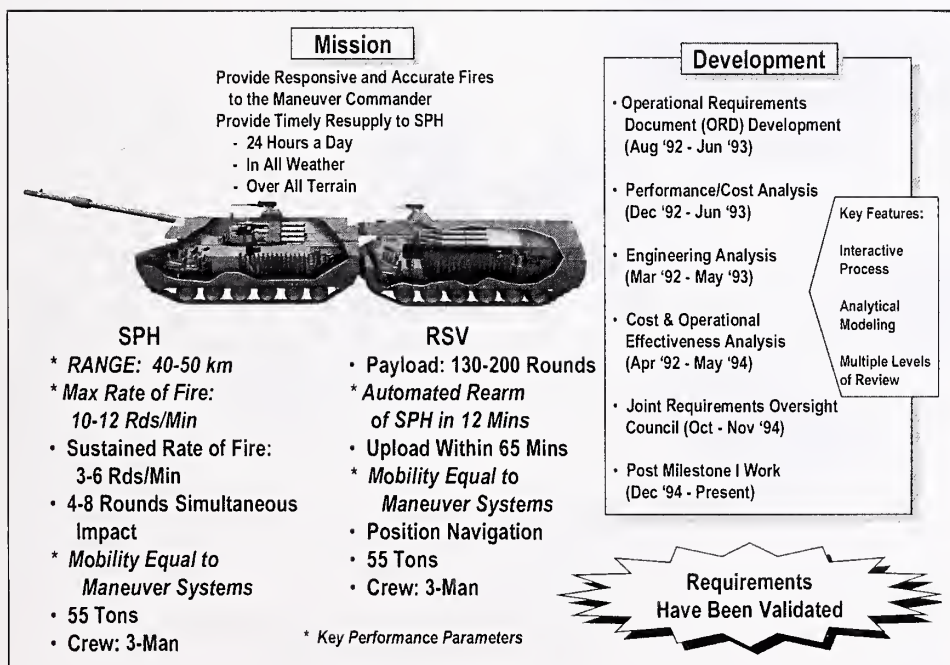 Mission
Provide Responsive and Accurate Fires
to the Maneuver Commander
Provide Timely Resupply to SPH
- 24 Hours a Day
- In All Weather
- Over All Terrain
SPH
* RANGE: 40-50 km
* Max Rate of Fire:
10-12 Rds/Min
• Sustained Rate of Fire:
3-6 Rds/Min
• 4-8 Rounds Simultaneous
Impact
* Mobility Equal to
Maneuver Systems
• 55 Tons
• Crew: 3-Man
RSV
• Payload: 130-200 Rounds
* Automated Rearm
of SPH in 12 Mins
• Upload Within 65 Mins
* Mobility Equal to
Maneuver Systems
• Position Navigation
• 55 Tons
• Crew: 3-Man
* Key Performance Parameters
Development
• Operational Requirements
Document (ORD) Development
(Aug '92 - Jun '93)
• Performance/Cost Analysis
(Dec '92 - Jun '93)
• Engineering Analysis
(Mar '92 - May '93)
• Cost & Operational
Effectiveness Analysis
(Apr '92 - May '94)
• Joint Requirements Oversight
Council (Oct - Nov '94)
• Post Milestone I Work
(Dec '94 - Present)
Key Features:
Interactive
Process
Analytical
Modeling
Multiple Levels
of Review
Requirements
Have Been Validated